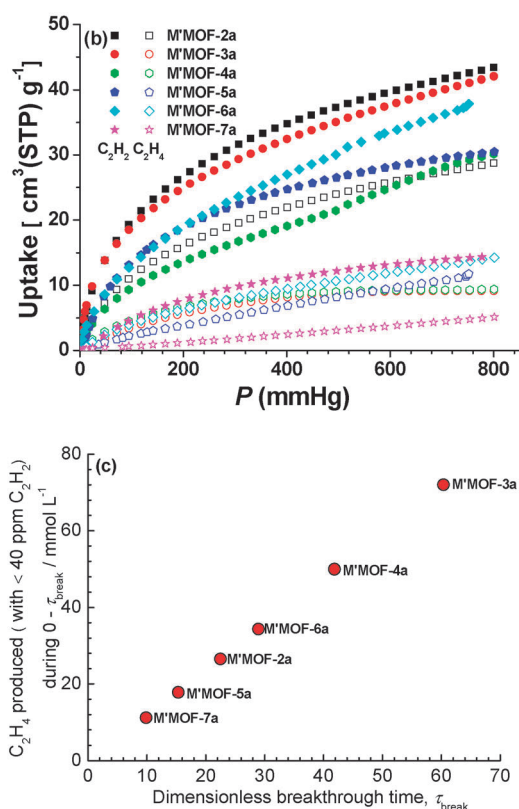 (b)
M'MOF-2a
M'MOF-3a
M'MOF-4a
M'MOF-5a
M'MOF-6a
M'MOF-7a
C₂H₂ C₂H₄
Uptake [ cm³(STP) g⁻¹
50
40
30
20
10
0
0 200 400 600 800
P (mmHg)
(c)
C₂H₄ produced ( with < 40 ppm C₂H₂)
during 0 - τbreak / mmol L⁻¹
80
60
40
20
0
M'MOF-3a
M'MOF-4a
M'MOF-6a
M'MOF-2a
M'MOF-5a
M'MOF-7a
0 10 20 30 40 50 60 70
Dimensionless breakthrough time, τbreak